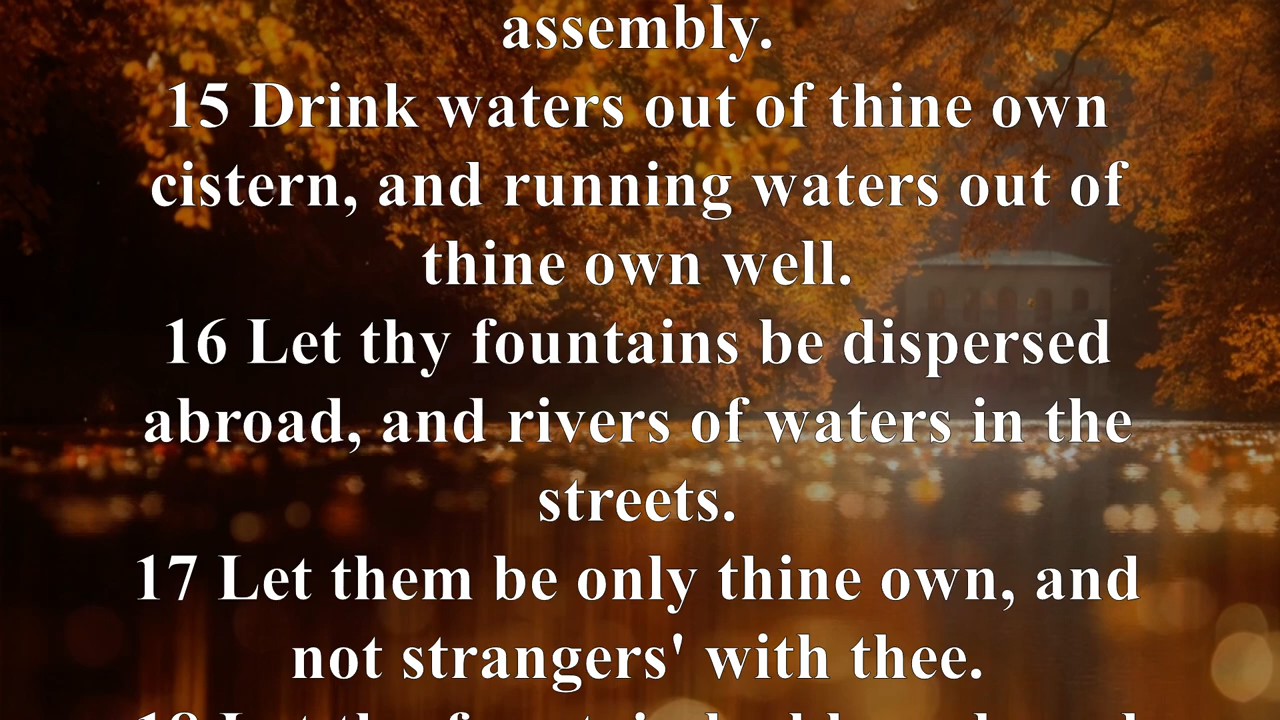 assembly.
15 Drink waters out of thine own
cistern, and running waters out of
thine own well.
16 Let thy fountains be dispersed
abroad, and rivers of waters in the
streets.
17 Let them be only thine own, and
not strangers' with thee.